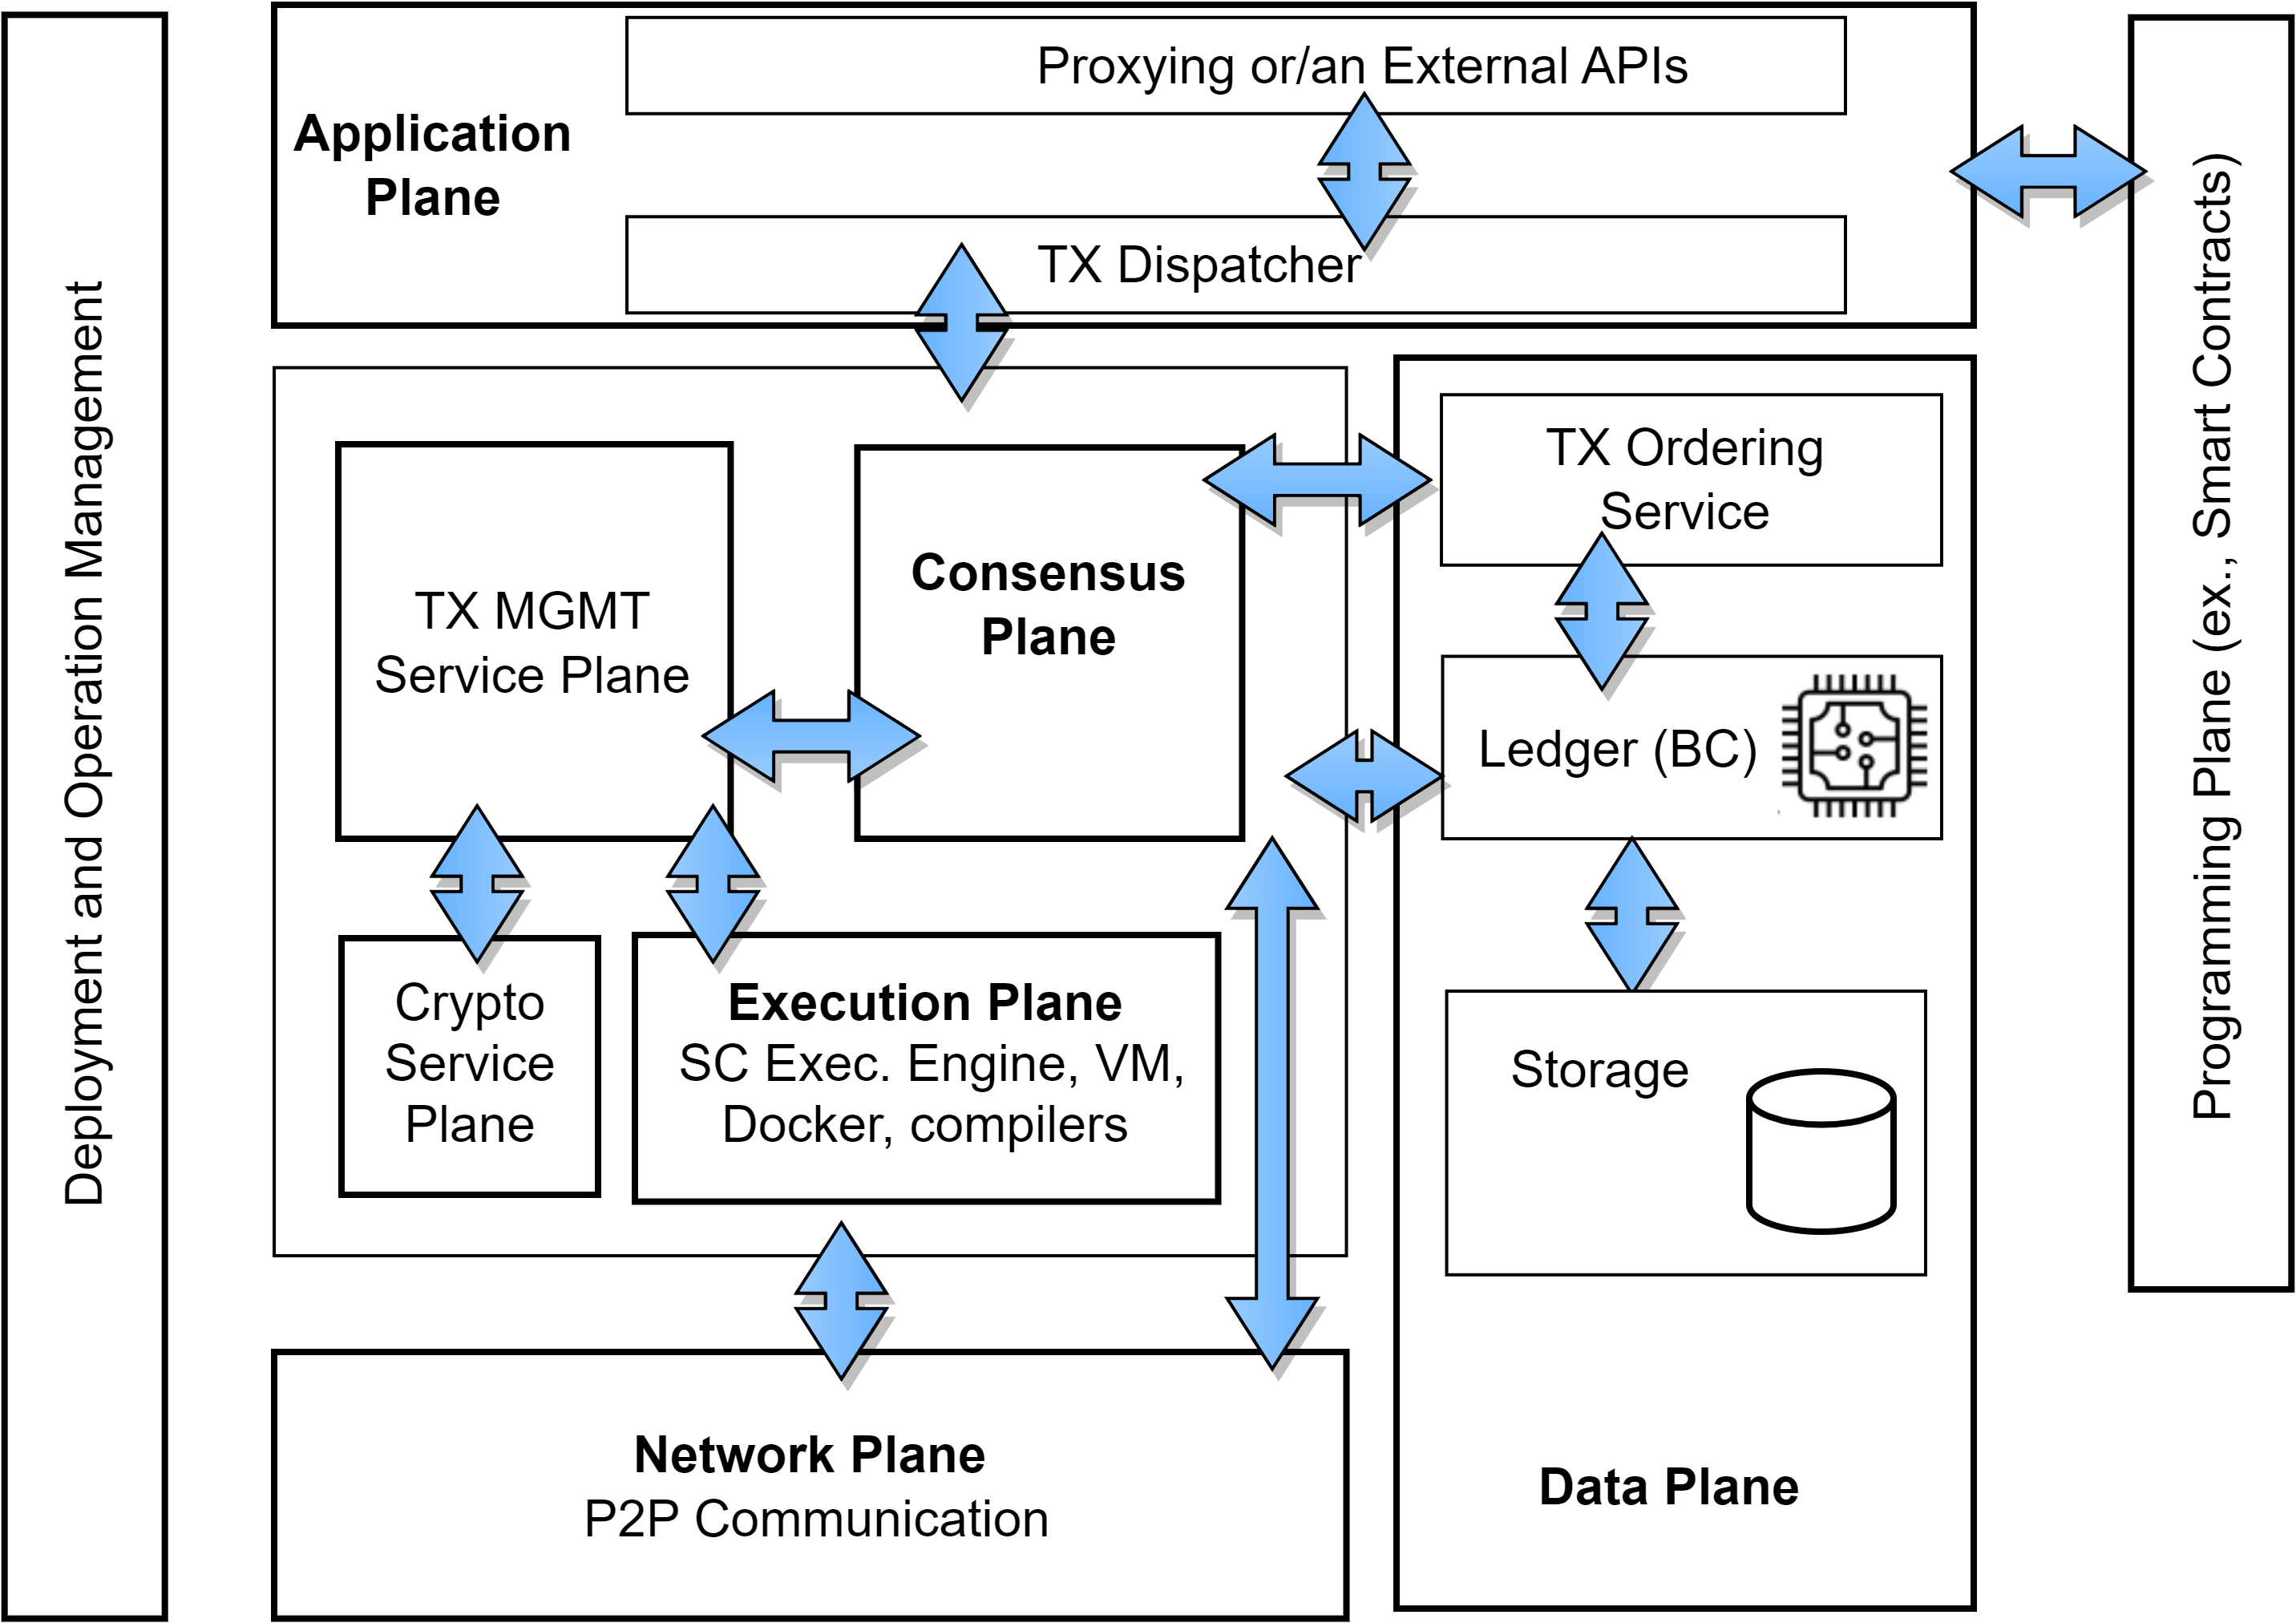 Deployment and Operation Management
Application
Plane
Proxying or/an External APIs
TX Dispatcher
TX MGMT
Service Plane
Consensus
Plane
Crypto
Service
Plane
Execution Plane
SC Exec. Engine, VM,
Docker, compilers
Network Plane
P2P Communication
TX Ordering
Service
Ledger (BC)
Storage
Data Plane
Programming Plane (ex., Smart Contracts)